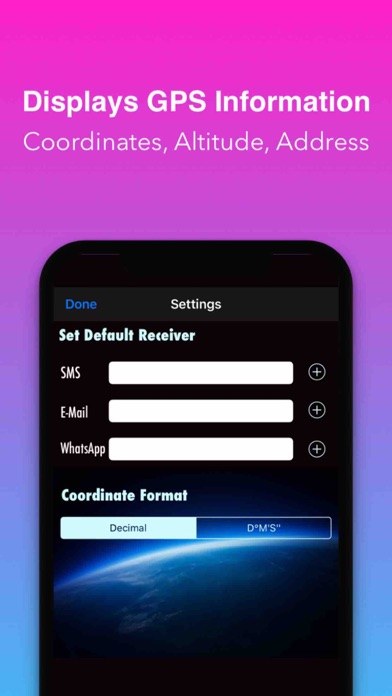 Displays GPS Information
Coordinates, Altitude, Address
Done Settings
Set Default Receiver
SMS
E-Mail
WhatsApp
Coordinate Format
Decimal D°M'S"